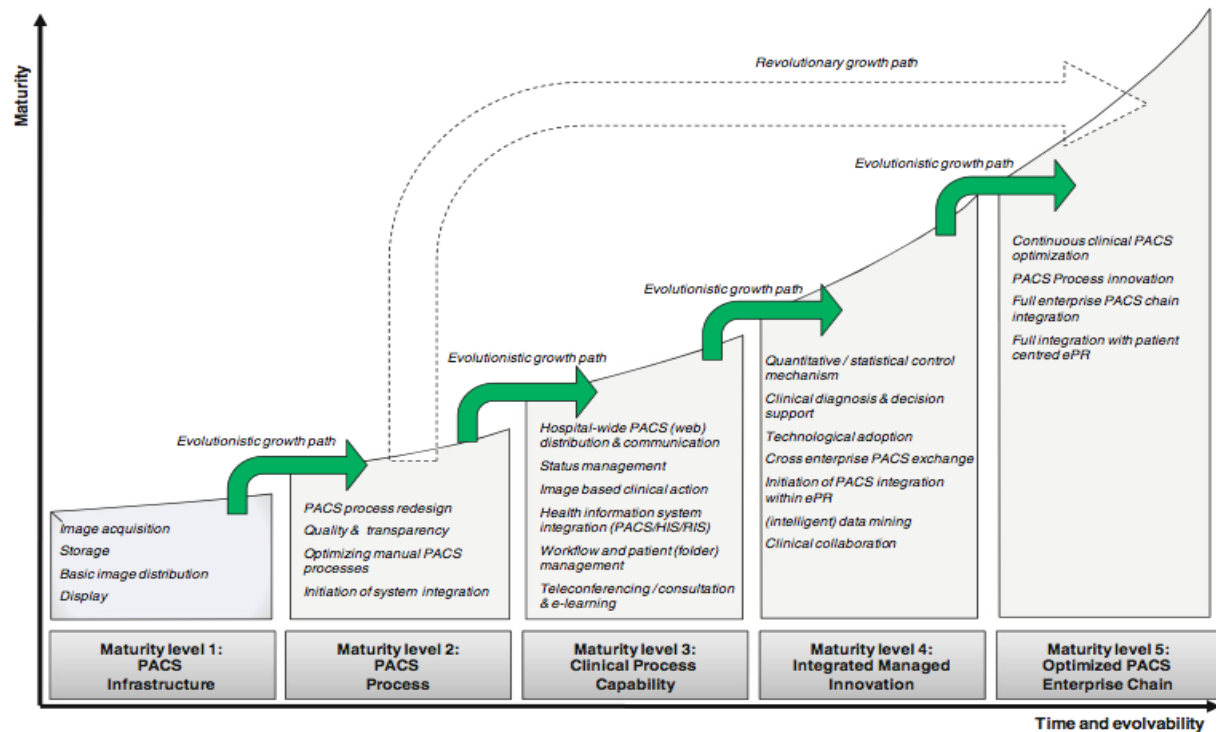 Maturity
Revolutionary growth path
Evolutionistic growth path
Evolutionistic growth path
Evolutionistic growth path
Evolutionistic growth path
Image acquisition
Storage
Basic image distribution
Display
PACS process redesign
Quality & transparency
Optimizing manual PACS
processes
Initiation of system integration
Hospital-wide PACS (web)
distribution & communication
Status management
Image based clinical action
Health information system
integration (PACS/HIS/RIS)
Workflow and patient (folder)
management
Teleconferencing / consultation
& e-learning
Quantitative / statistical control
mechanism
Clinical diagnosis & decision
support
Technological adoption
Cross enterprise PACS exchange
Initiation of PACS integration
within ePR
(intelligent) data mining
Clinical collaboration
Continuous clinical PACS
optimization
PACS Process innovation
Full enterprise PACS chain
integration
Full integration with patient
centred ePR
Maturity level 1:
PACS
Infrastructure
Maturity level 2:
PACS
Process
Maturity level 3:
Clinical Process
Capability
Maturity level 4:
Integrated Managed
Innovation
Maturity level 5:
Optimized PACS
Enterprise Chain
Time and evolvability